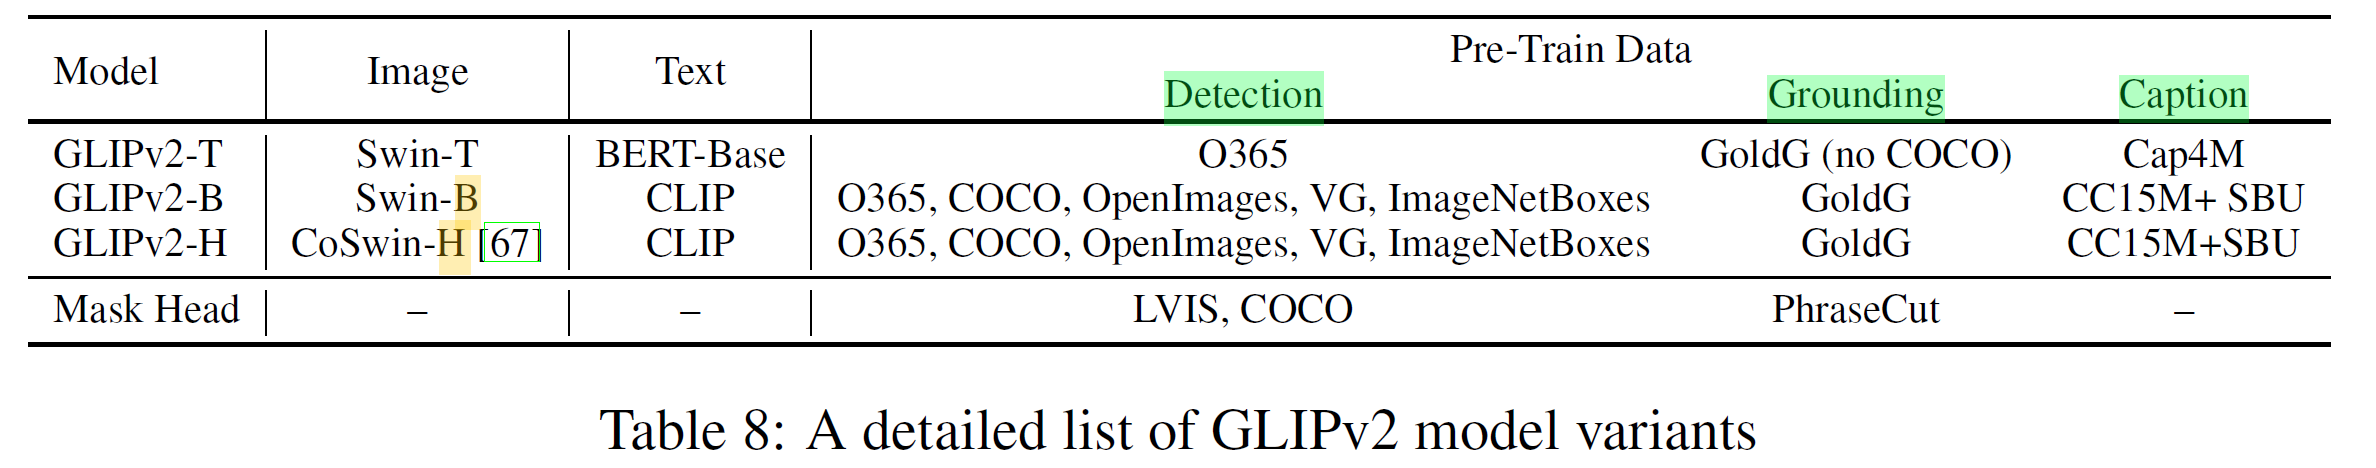 Model Image Text Pre-Train Data
Detection Grounding Caption
GLIPv2-T Swin-T BERT-Base O365 GoldG (no COCO) Cap4M
GLIPv2-B Swin-B CLIP O365, COCO, OpenImages, VG, ImageNetBoxes GoldG CC15M+ SBU
GLIPv2-H CoSwin-H [67] CLIP O365, COCO, OpenImages, VG, ImageNetBoxes GoldG CC15M+SBU
Mask Head – – LVIS, COCO PhraseCut –
Table 8: A detailed list of GLIPv2 model variants